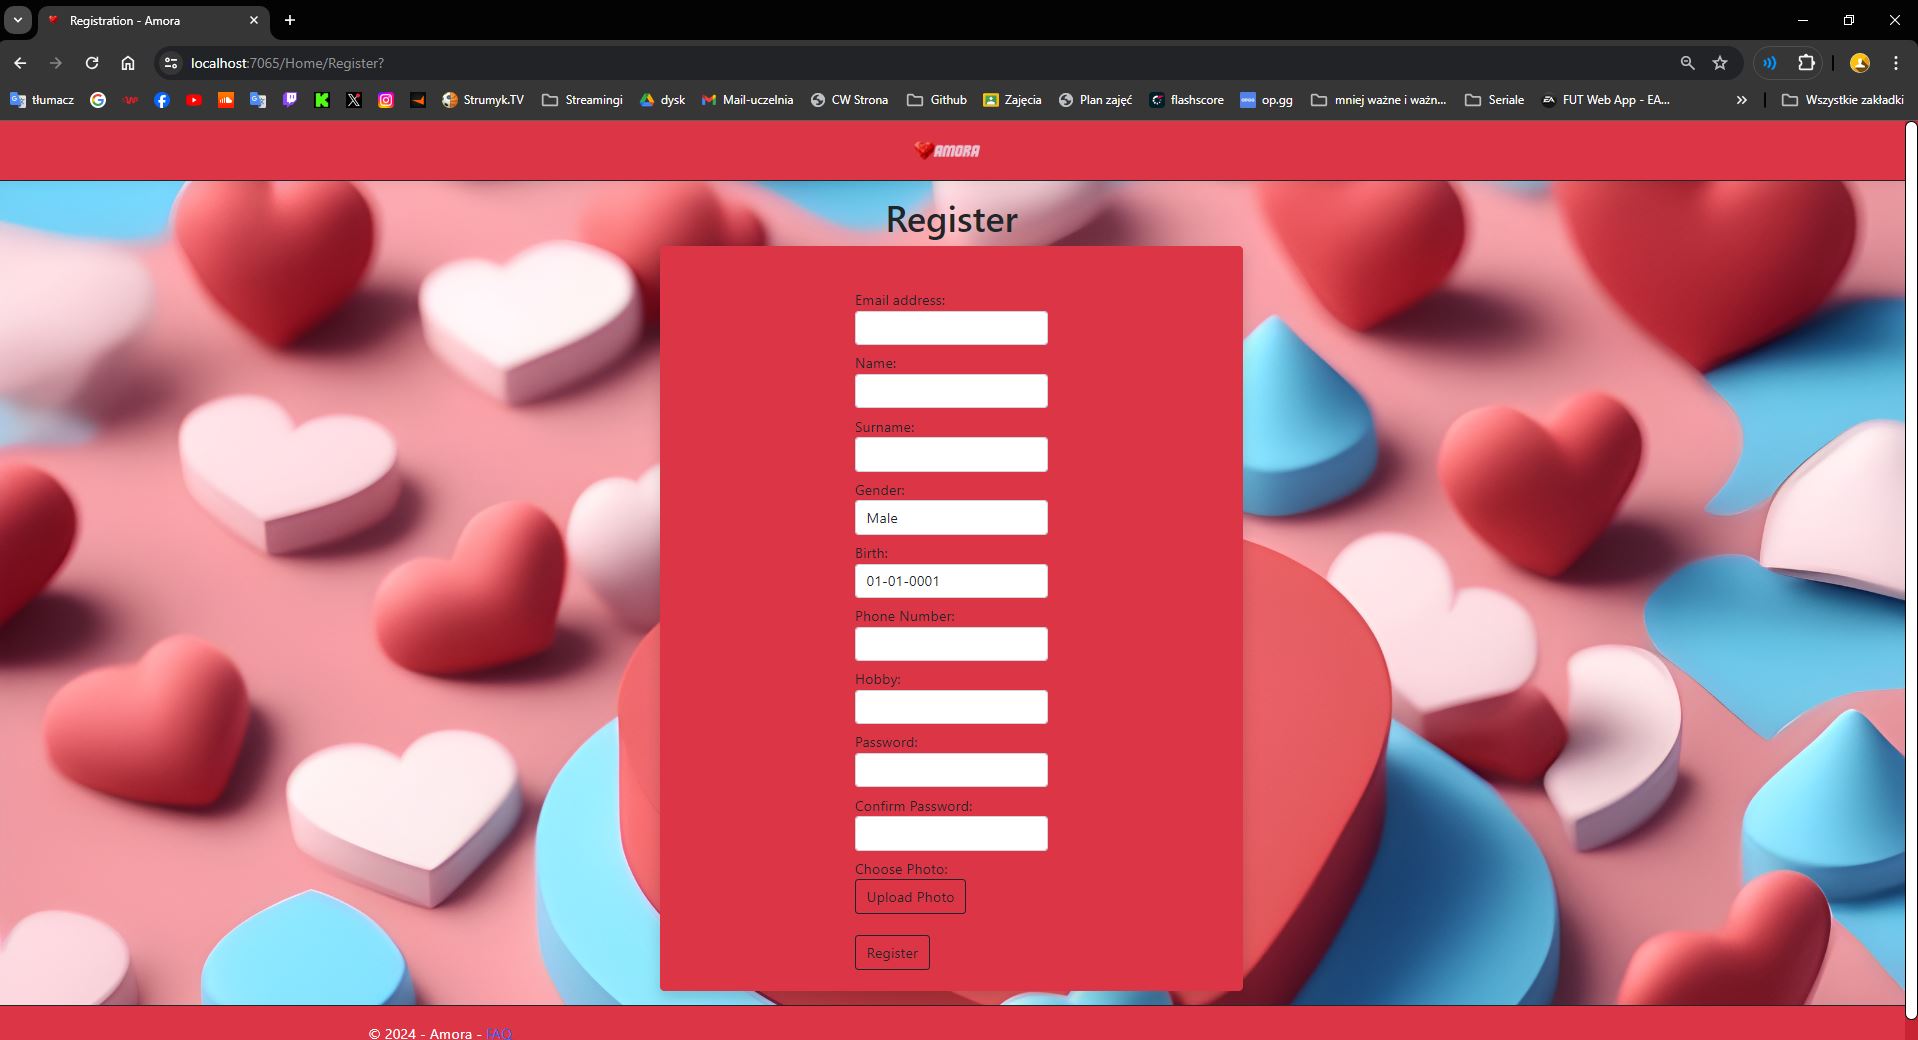 Registration - Amora
localhost:7065/Home/Register?
tłumacz
Strumyk.TV
Streamingi
dysk
Mail-uczelnia
CW Strona
Github
Zajęcia
Plan zajęć
flashscore
op.gg
mniej ważne i ważn...
Seriale
FUT Web App - EA...
Wszystkie zakładki
AMORA
Register
Email address:
Name:
Surname:
Gender:
Male
Birth:
01-01-0001
Phone Number:
Hobby:
Password:
Confirm Password:
Choose Photo:
Upload Photo
Register
© 2024 - Amora - FAQ